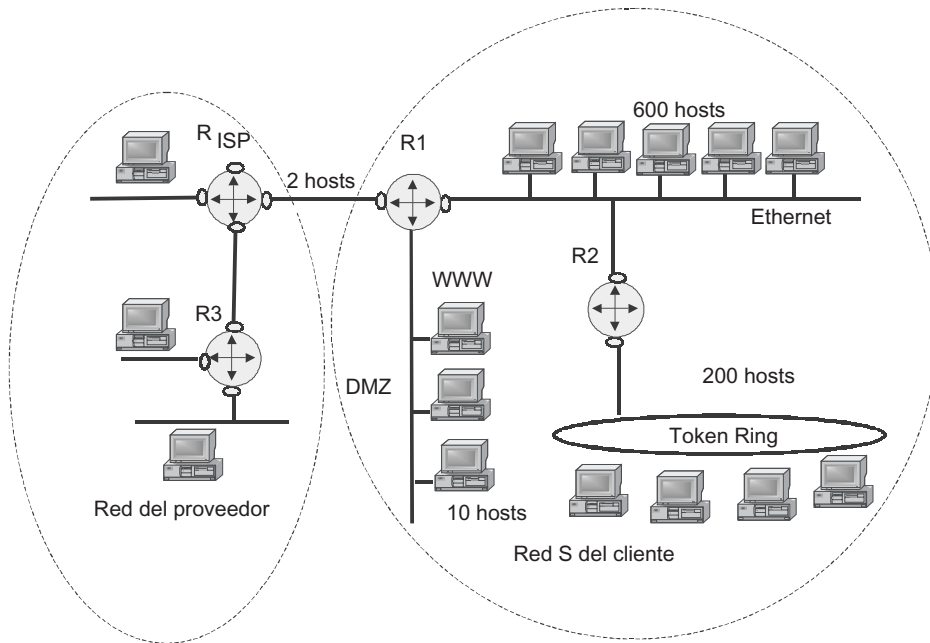 R ISP
2 hosts
R1
600 hosts
Ethernet
R2
WWW
R3
DMZ
200 hosts
Token Ring
10 hosts
Red del proveedor
Red S del cliente